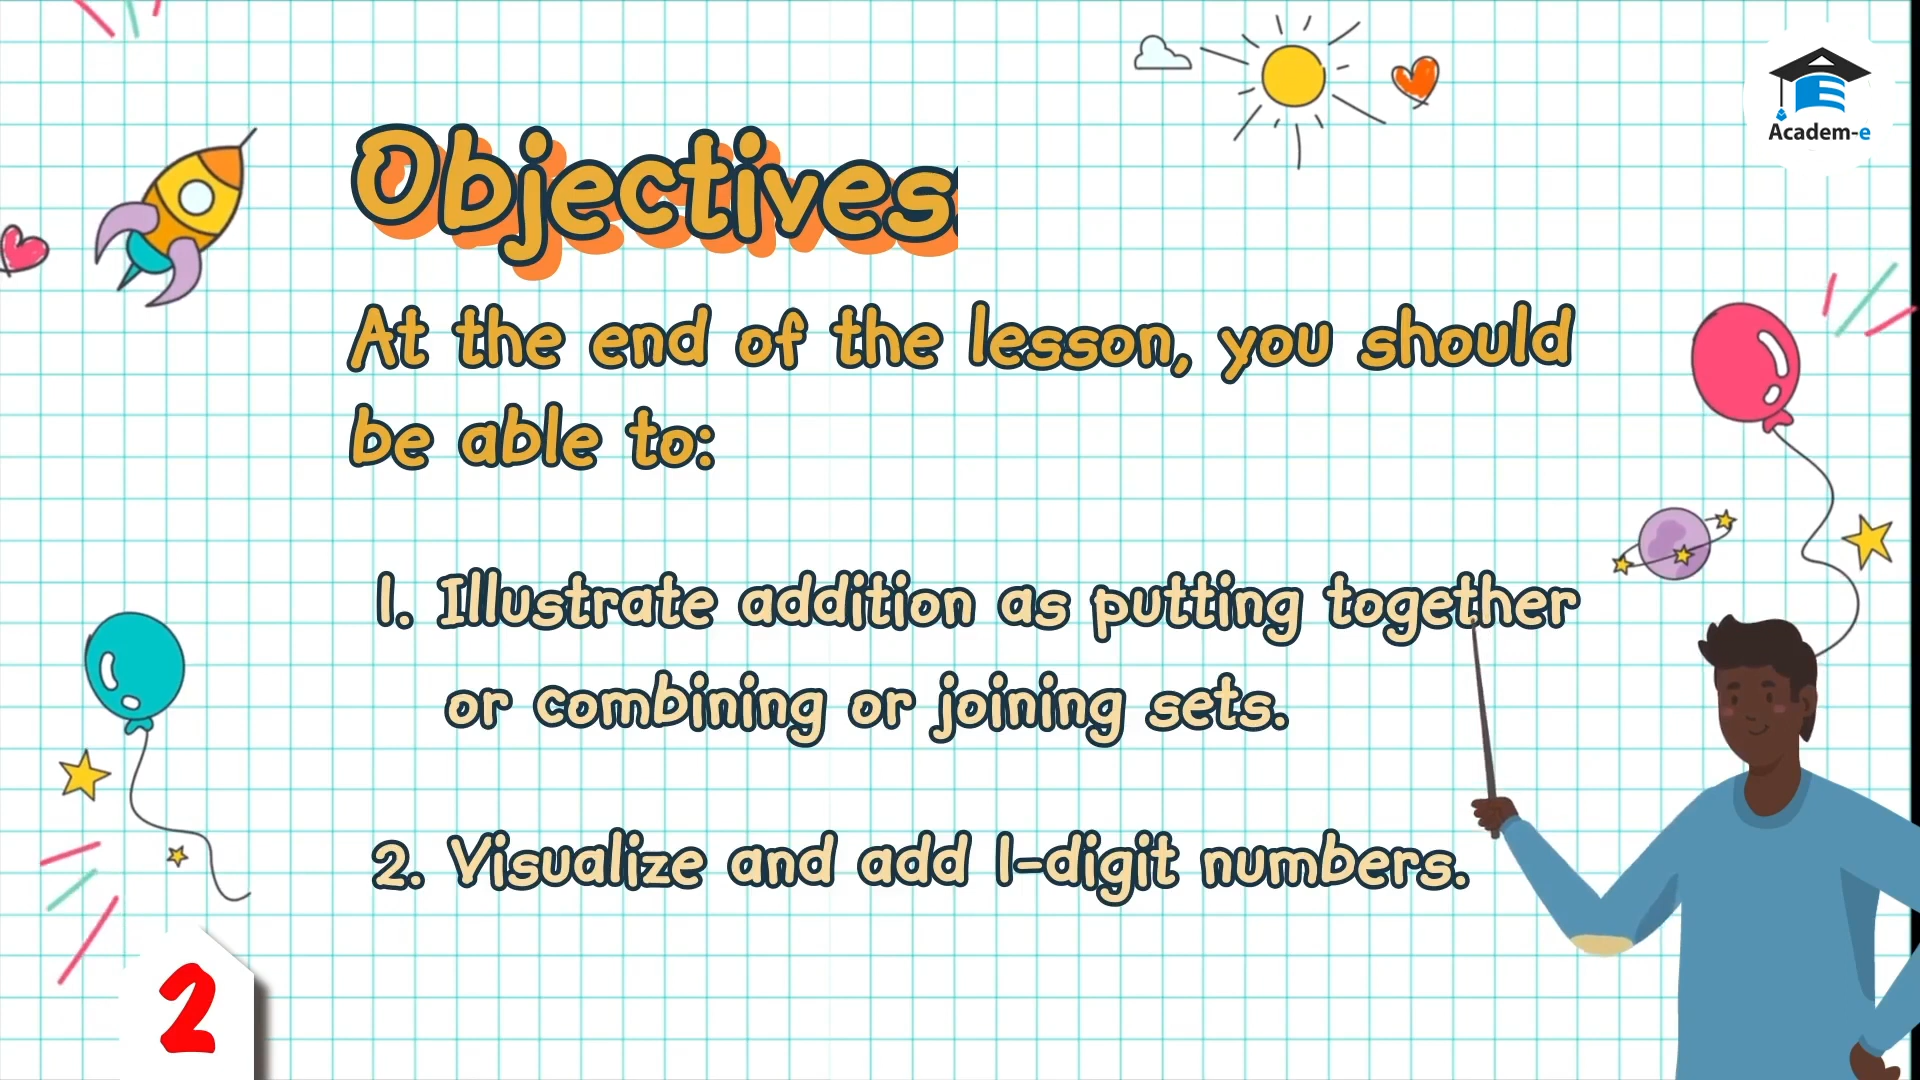 Academ-e
Objectives
At the end of the lesson, you should
be able to:
1. Illustrate addition as putting together
or combining or joining sets.
2. Visualize and add 1-digit numbers.
2